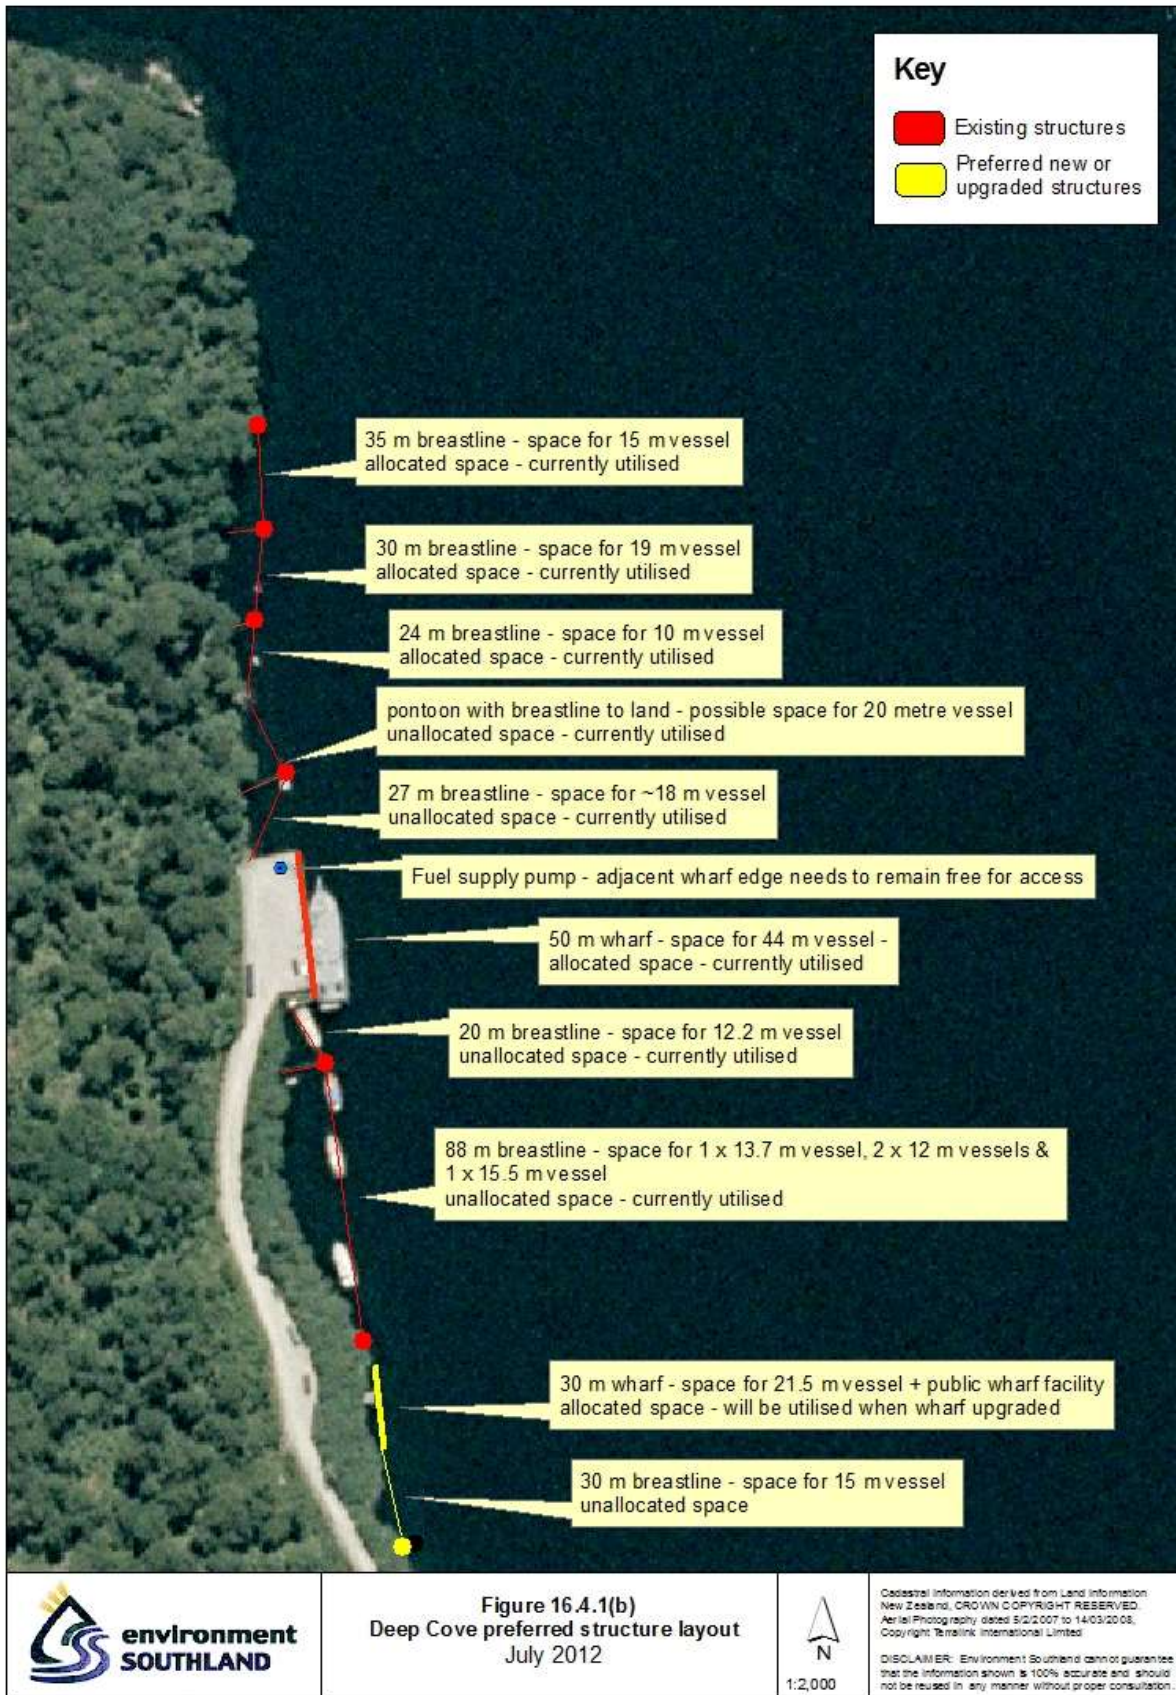 Key
Existing structures
Preferred new or
upgraded structures
35 m breastline - space for 15 m vessel
allocated space - currently utilised
30 m breastline - space for 19 m vessel
allocated space - currently utilised
24 m breastline - space for 10 m vessel
allocated space - currently utilised
pontoon with breastline to land - possible space for 20 metre vessel
unallocated space - currently utilised
27 m breastline - space for ~18 m vessel
unallocated space - currently utilised
Fuel supply pump - adjacent wharf edge needs to remain free for access
50 m wharf - space for 44 m vessel -
allocated space - currently utilised
20 m breastline - space for 12.2 m vessel
unallocated space - currently utilised
88 m breastline - space for 1 x 13.7 m vessel, 2 x 12 m vessels &
1 x 15.5 m vessel
unallocated space - currently utilised
30 m wharf - space for 21.5 m vessel + public wharf facility
allocated space - will be utilised when wharf upgraded
30 m breastline - space for 15 m vessel
unallocated space
environment
SOUTHLAND
Figure 16.4.1(b)
Deep Cove preferred structure layout
July 2012
N
1:2,000
Cadastral Information derived from Land Information
New Zealand, CROWN COPYRIGHT RESERVED.
Aerial Photography dated 5/2/2007 to 14/03/2008,
Copyright Terralink International Limited
DISCLAIMER: Environment Southland cannot guarantee
that the information shown is 100% accurate and should
not be reused in any manner without proper consultation.